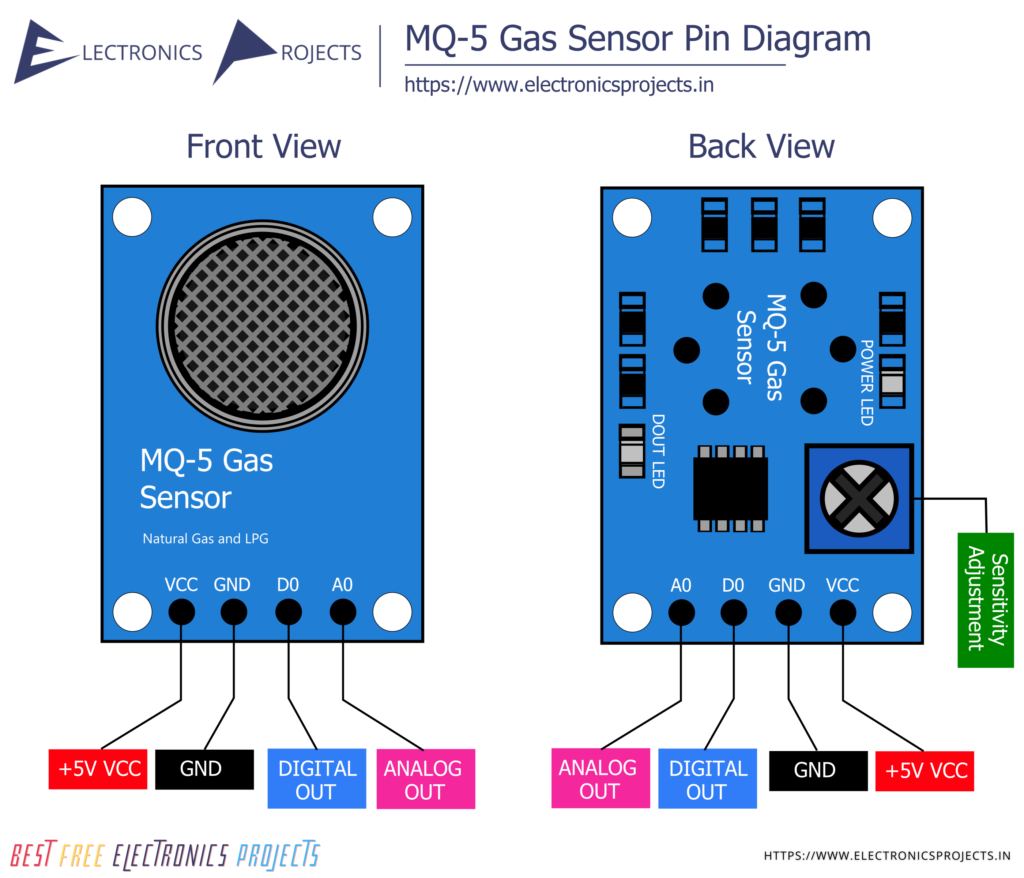 ELECTRONICS PROJECTS
MQ-5 Gas Sensor Pin Diagram
https://www.electronicsprojects.in
Front View
Back View
MQ-5 Gas
Sensor
Natural Gas and LPG
VCC GND D0 A0
+5V VCC
GND
DIGITAL
OUT
ANALOG
OUT
MQ-5 Gas
Sensor
POWER LED
DOUT LED
Sensitivity
Adjustment
A0 D0 GND VCC
ANALOG
OUT
DIGITAL
OUT
GND
+5V VCC
BEST FREE ELECTRONICS PROJECTS
HTTPS://WWW.ELECTRONICSPROJECTS.IN